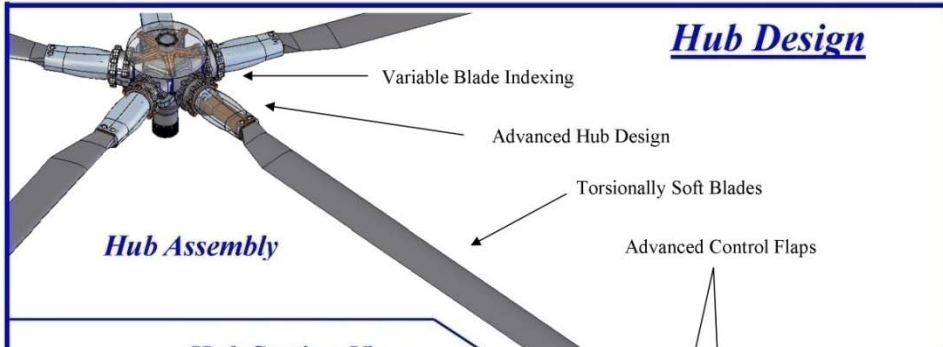 Hub Design
Variable Blade Indexing
Advanced Hub Design
Torsionally Soft Blades
Advanced Control Flaps
Hub Assembly